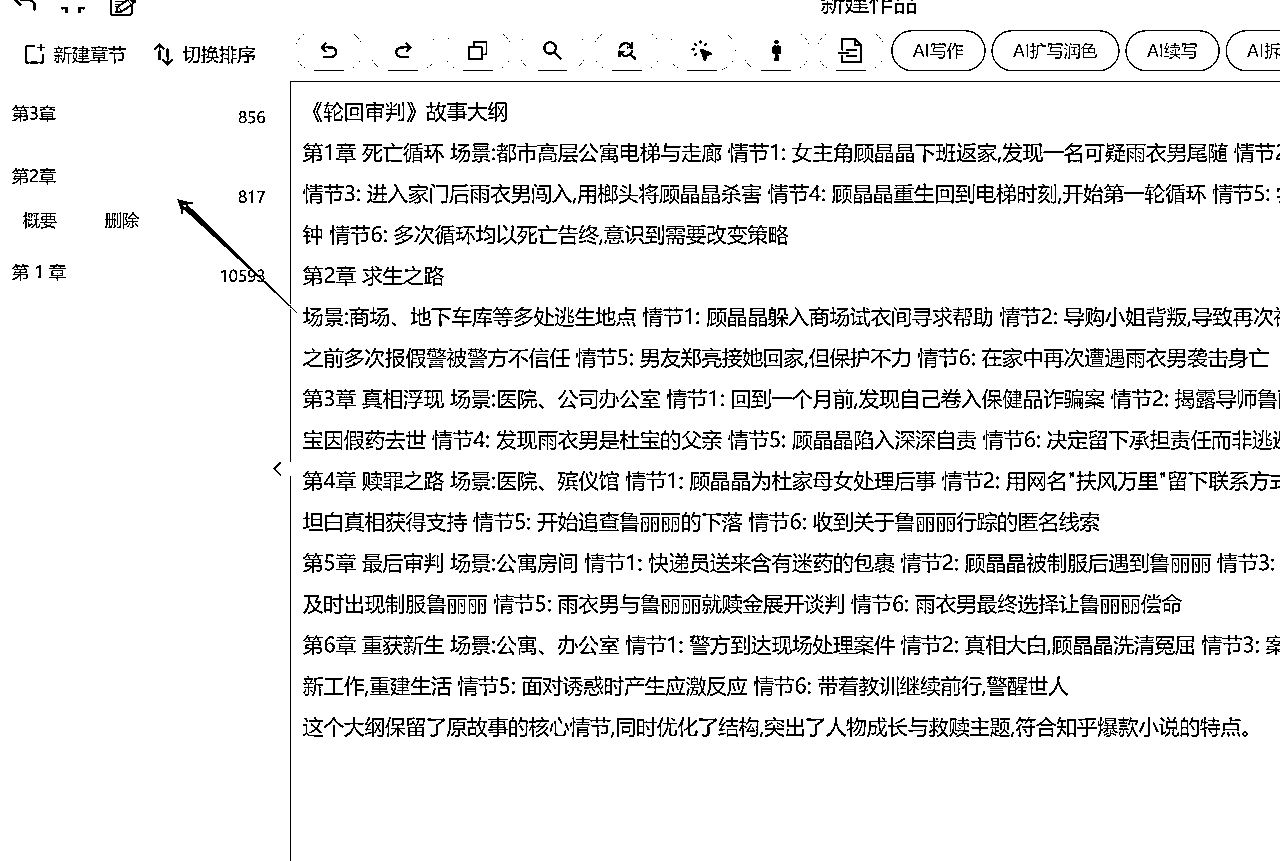 新建作品
新建章节 切换排序 AI写作 AI扩写润色 AI续写
第3章 856
第2章 817
概要 删除
第 1 章 10593
《轮回审判》故事大纲
第1章 死亡循环 场景:都市高层公寓电梯与走廊 情节1: 女主角顾晶晶下班返家,发现一名可疑雨衣男尾随 情节2
情节3: 进入家门后雨衣男闯入,用榔头将顾晶晶杀害 情节4: 顾晶晶重生回到电梯时刻,开始第一轮循环 情节5:
钟 情节6: 多次循环均以死亡告终,意识到需要改变策略
第2章 求生之路
场景:商场、地下车库等多处逃生地点 情节1: 顾晶晶躲入商场试衣间寻求帮助 情节2: 导购小姐背叛,导致再次
之前多次报假警被警方不信任 情节5: 男友郑亮接她回家,但保护不力 情节6: 在家中再次遭遇雨衣男袭击身亡
第3章 真相浮现 场景:医院、公司办公室 情节1: 回到一个月前,发现自己卷入保健品诈骗案 情节2: 揭露导师鲁
宝因假药去世 情节4: 发现雨衣男是杜宝的父亲 情节5: 顾晶晶陷入深深自责 情节6: 决定留下承担责任而非逃避
第4章 赎罪之路 场景:医院、殡仪馆 情节1: 顾晶晶为杜家母女处理后事 情节2: 用网名"扶风万里"留下联系方式
坦白真相获得支持 情节5: 开始追查鲁丽丽的下落 情节6: 收到关于鲁丽丽行踪的匿名线索
第5章 最后审判 场景:公寓房间 情节1: 快递员送来含有迷药的包裹 情节2: 顾晶晶被制服后遇到鲁丽丽 情节3:
及时出现制服鲁丽丽 情节5: 雨衣男与鲁丽丽就赎金展开谈判 情节6: 雨衣男最终选择让鲁丽丽偿命
第6章 重获新生 场景:公寓、办公室 情节1: 警方到达现场处理案件 情节2: 真相大白,顾晶晶洗清冤屈 情节3: 案
新工作,重建生活 情节5: 面对诱惑时产生应激反应 情节6: 带着教训继续前行,警醒世人
这个大纲保留了原故事的核心情节,同时优化了结构,突出了人物成长与救赎主题,符合知乎爆款小说的特点。